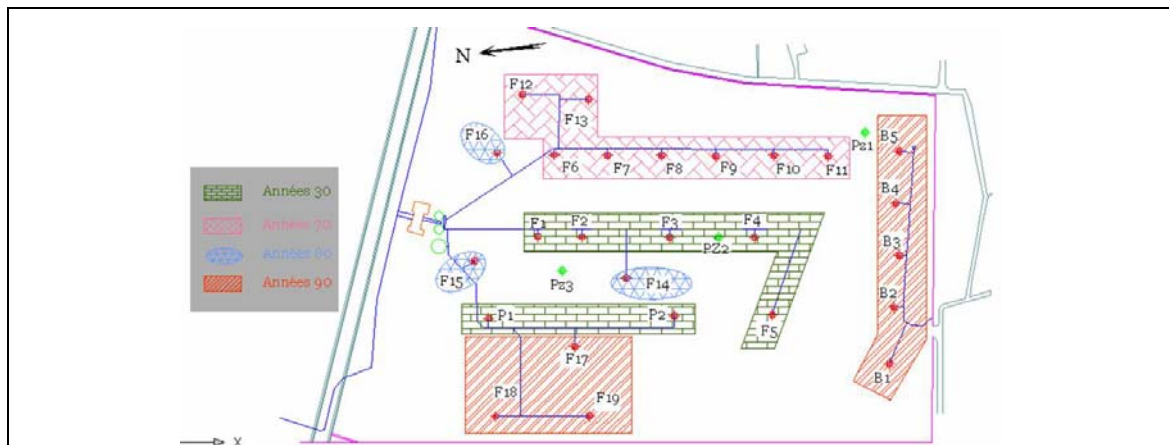 N
F12
F13
F16
Pz1
B5
F6 F7 F8 F9 F10 F11
Années 30
Années 70
Années 80
Années 90
B4
F1 F2 F3 F4
PZ2
B3
F15
Pz3
F14
B2
P1 P2
F5
F17
B1
F18 F19
X